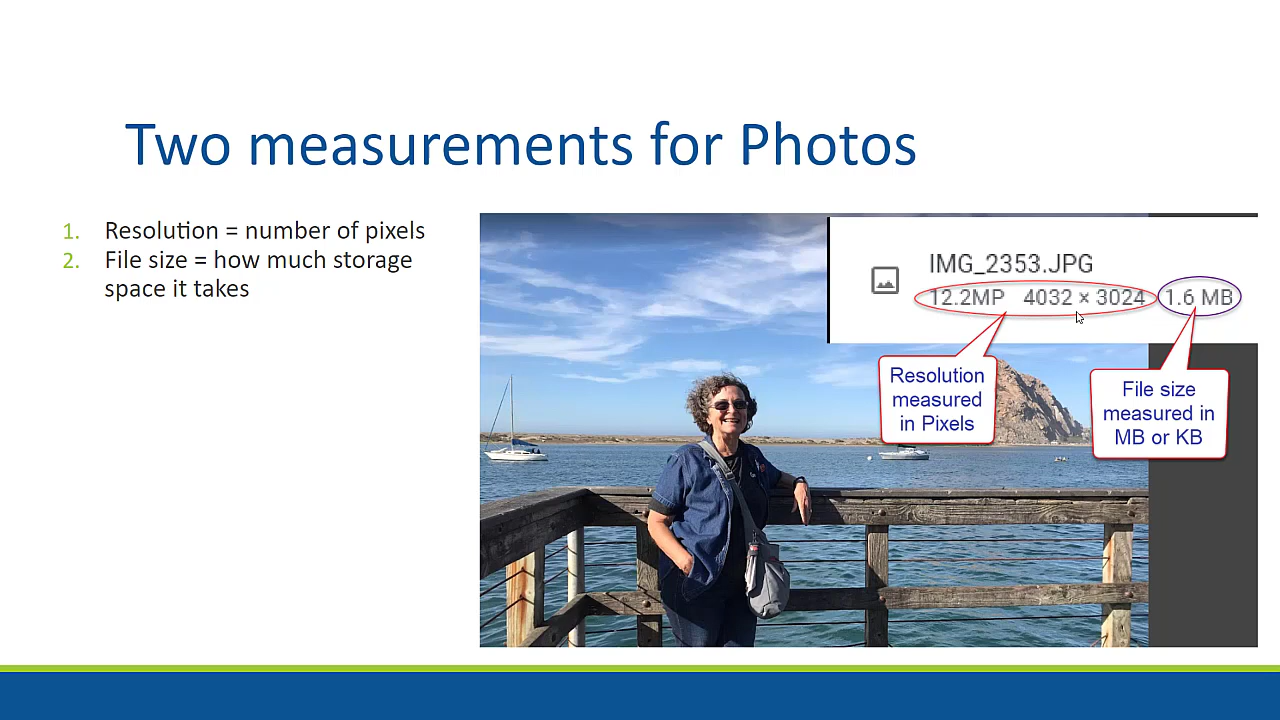 Two measurements for Photos
1. Resolution = number of pixels
2. File size = how much storage
space it takes
IMG_2353.JPG
12.2MP 4032 × 3024 1.6 MB
Resolution
measured
in Pixels
File size
measured in
MB or KB